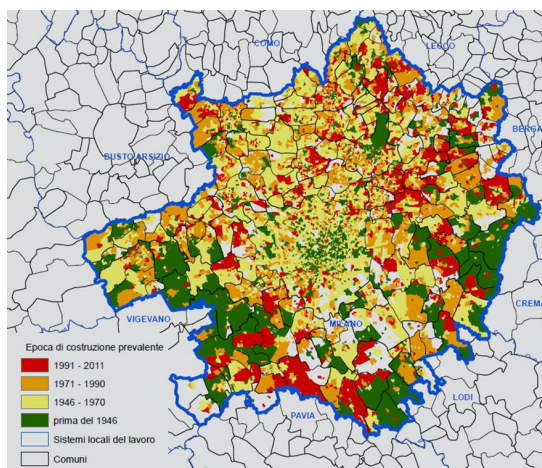 COMO
LECCO
BERGA
BUSTO ARSIZIO
CREMA
VIGEVANO
MILANO
LODI
PAVIA
Epoca di costruzione prevalente
1991 - 2011
1971 - 1990
1946 - 1970
prima del 1946
Sistemi locali del lavoro
Comuni